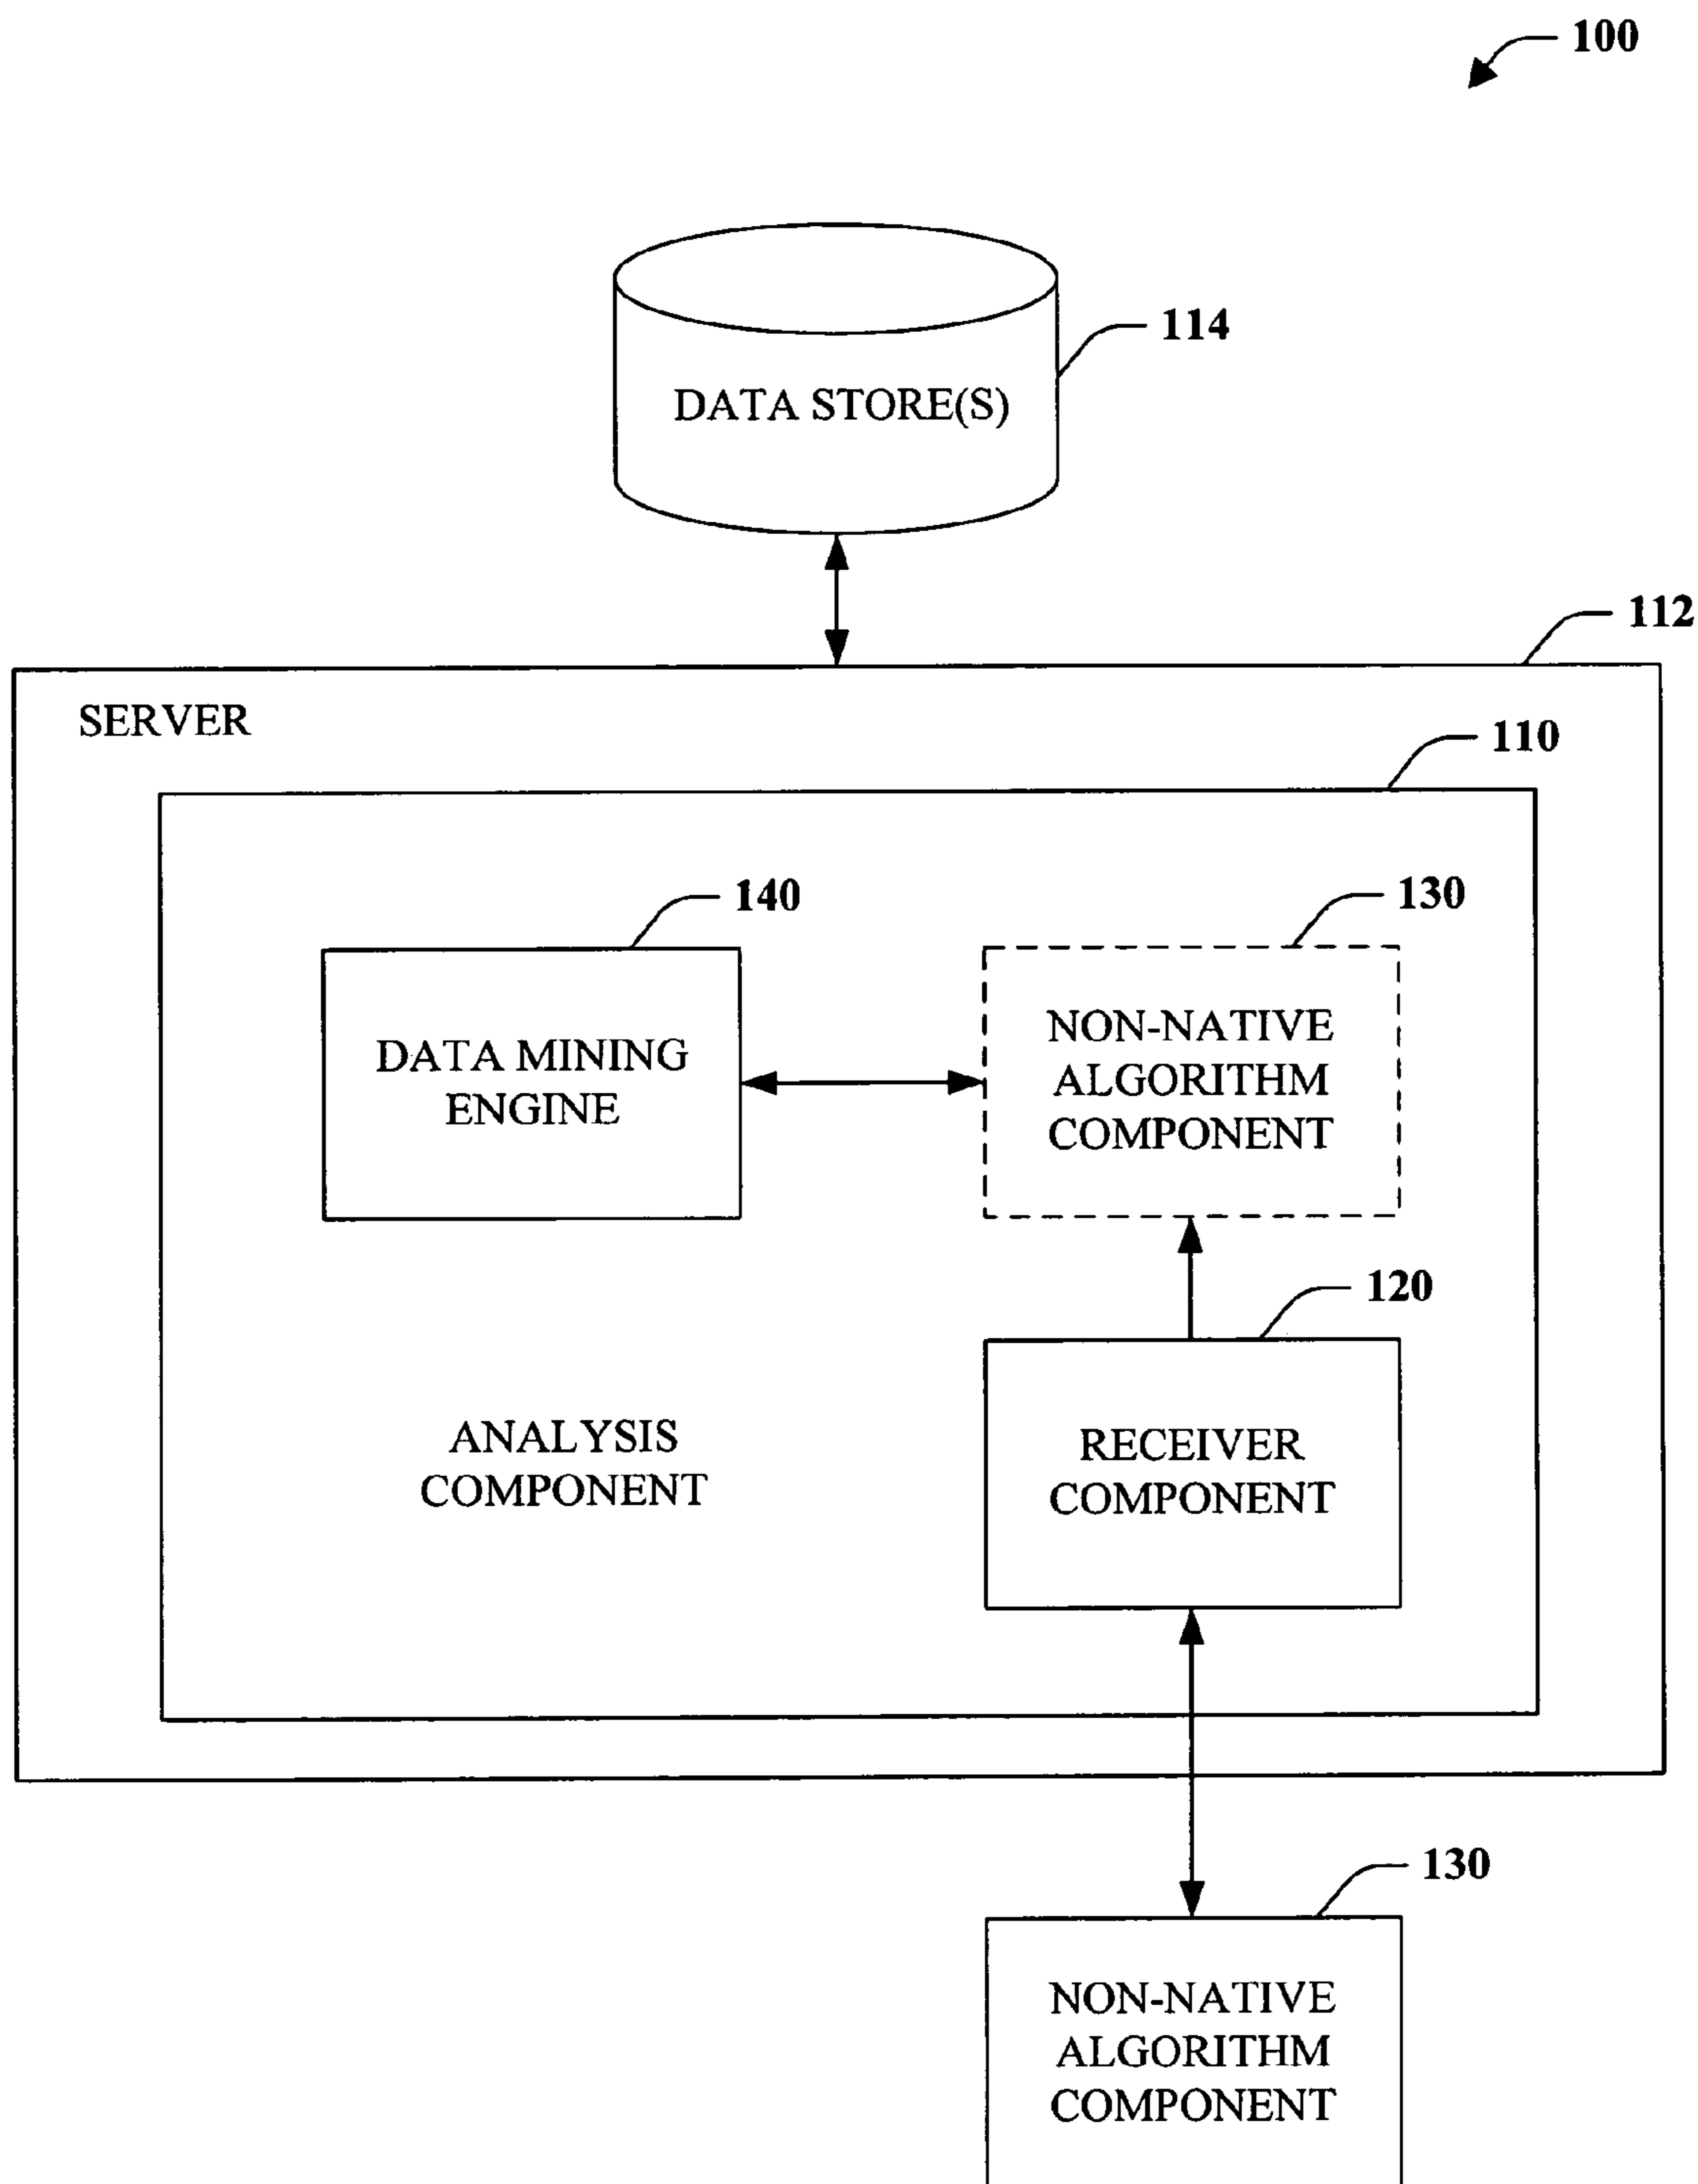 100
114
DATA STORE(S)
112
SERVER
110
140
130
DATA MINING
ENGINE
NON-NATIVE
ALGORITHM
COMPONENT
120
ANALYSIS
COMPONENT
RECEIVER
COMPONENT
130
NON-NATIVE
ALGORITHM
COMPONENT